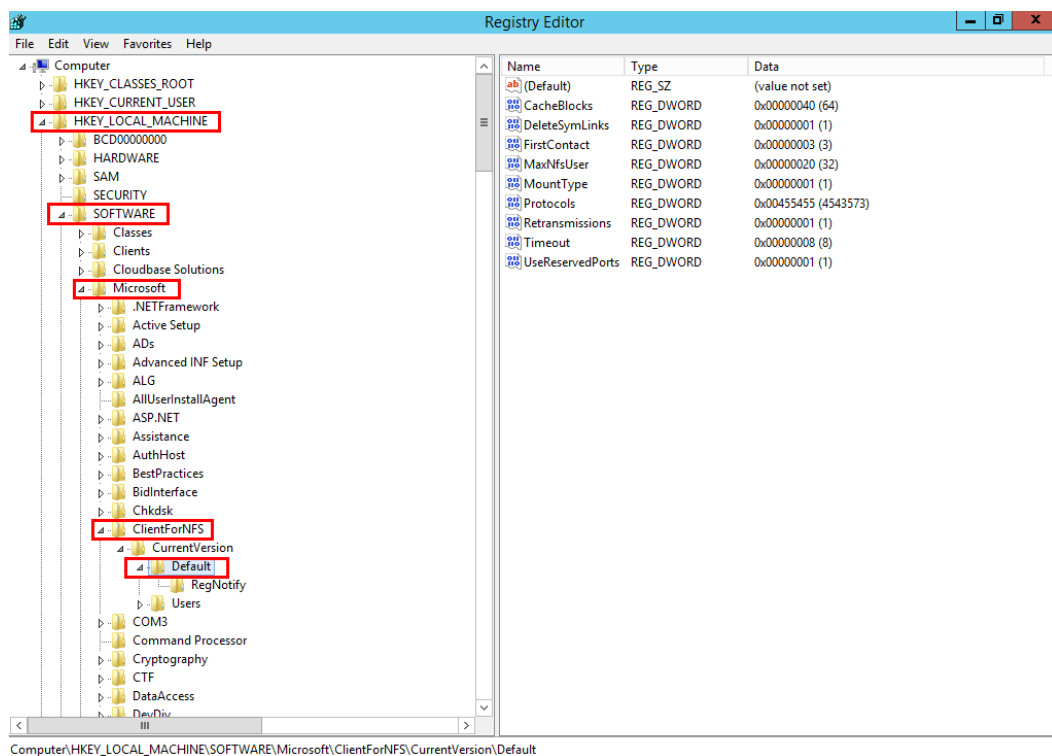 Registry Editor
File Edit View Favorites Help
Computer
HKEY_CLASSES_ROOT
HKEY_CURRENT_USER
HKEY_LOCAL_MACHINE
BCD00000000
HARDWARE
SAM
SECURITY
SOFTWARE
Classes
Clients
Cloudbase Solutions
Microsoft
.NETFramework
Active Setup
ADs
Advanced INF Setup
ALG
AllUserInstallAgent
ASP.NET
Assistance
AuthHost
BestPractices
BidInterface
Chkdsk
ClientForNFS
CurrentVersion
Default
RegNotify
Users
COM3
Command Processor
Cryptography
CTF
DataAccess
DevDiv
Name Type Data
(Default) REG_SZ (value not set)
CacheBlocks REG_DWORD 0x00000040 (64)
DeleteSymLinks REG_DWORD 0x00000001 (1)
FirstContact REG_DWORD 0x00000003 (3)
MaxNfsUser REG_DWORD 0x00000020 (32)
MountType REG_DWORD 0x00000001 (1)
Protocols REG_DWORD 0x00455455 (4543573)
Retransmissions REG_DWORD 0x00000001 (1)
Timeout REG_DWORD 0x00000008 (8)
UseReservedPorts REG_DWORD 0x00000001 (1)
Computer\HKEY_LOCAL_MACHINE\SOFTWARE\Microsoft\ClientForNFS\CurrentVersion\Default